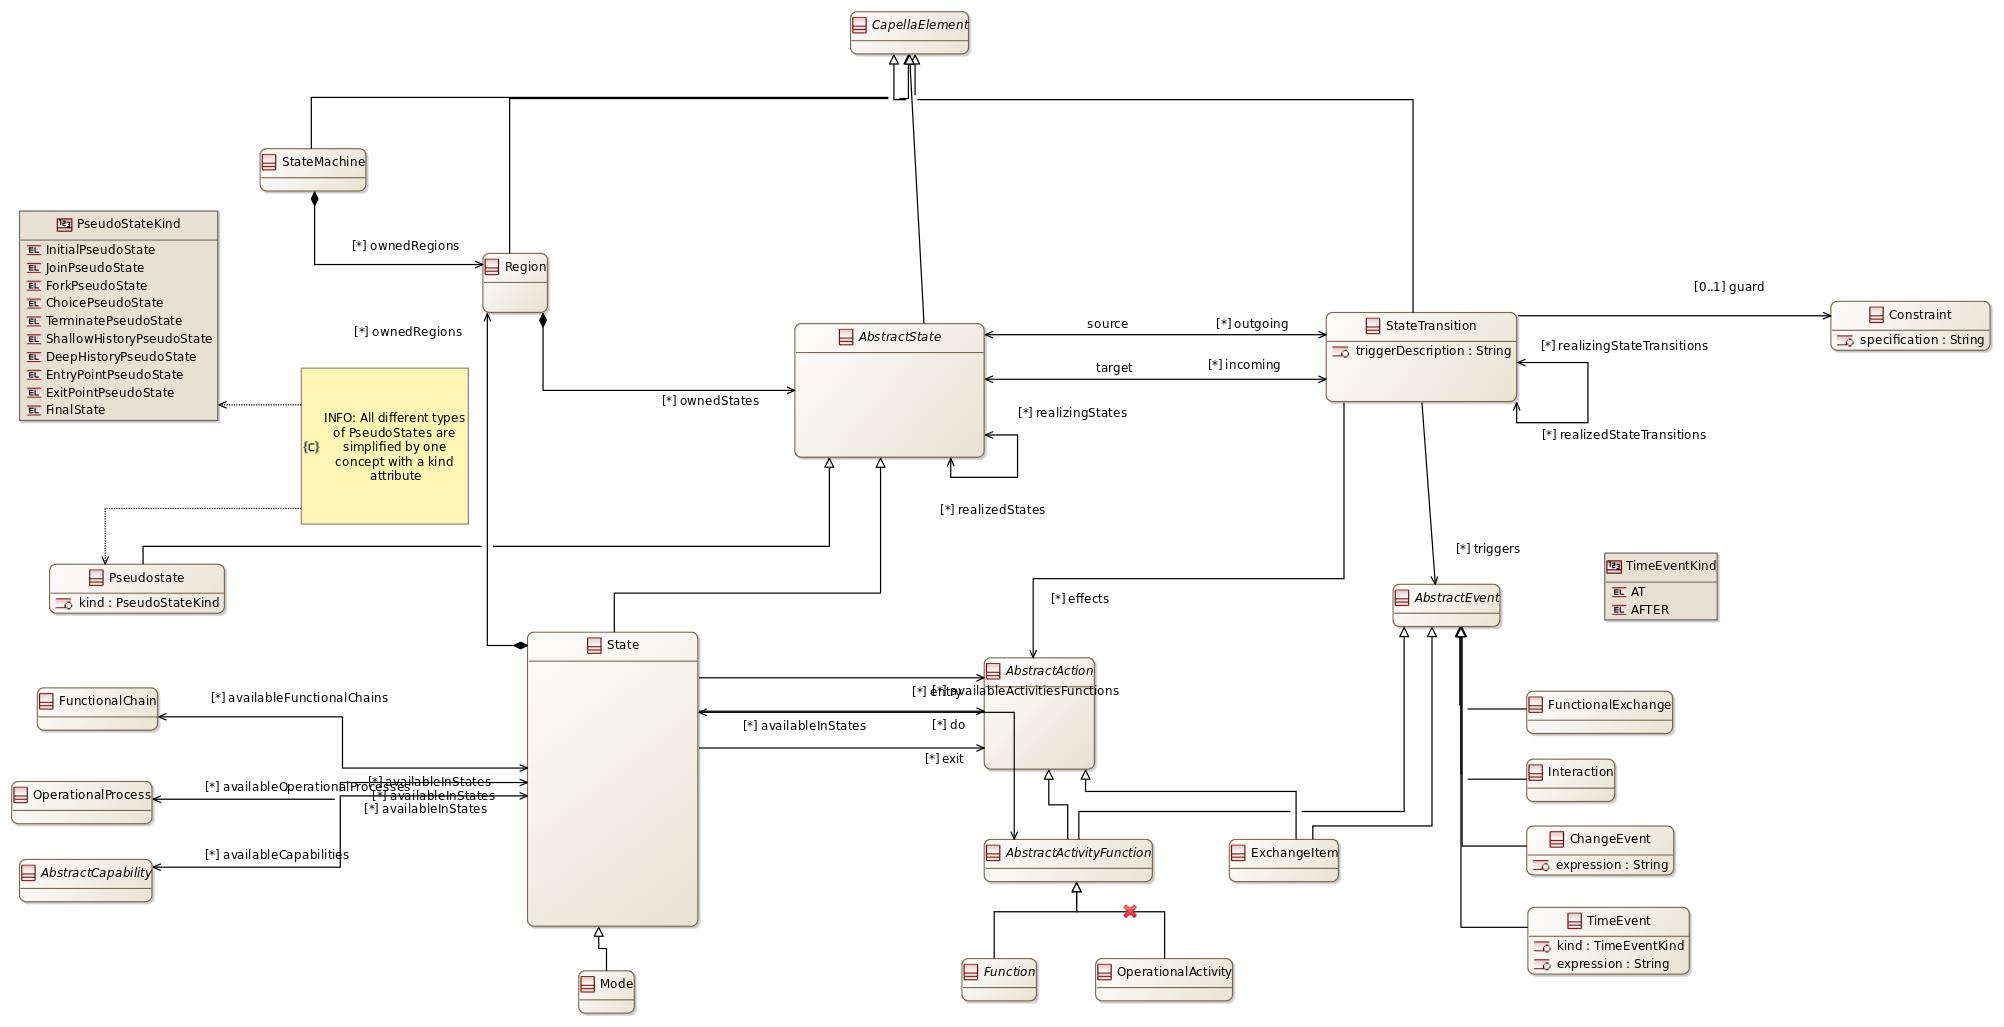 CapellaElement
StateMachine
PseudoStateKind
InitialPseudoState
JoinPseudoState
ForkPseudoState
ChoicePseudoState
TerminatePseudoState
ShallowHistoryPseudoState
DeepHistoryPseudoState
EntryPointPseudoState
ExitPointPseudoState
FinalState
[*] ownedRegions
Region
[*] ownedRegions
[0..1] guard
Constraint
specification : String
AbstractState
source
[*] outgoing
target
[*] incoming
StateTransition
triggerDescription : String
[*] realizingStateTransitions
[*] realizedStateTransitions
[*] ownedStates
[*] realizingStates
[*] realizedStates
INFO: All different types
of PseudoStates are
simplified by one
concept with a kind
attribute
{C}
Pseudostate
kind : PseudoStateKind
[*] triggers
TimeEventKind
AT
AFTER
AbstractEvent
[*] effects
State
AbstractAction
[*] entry
[*] availableActivitiesFunctions
[*] availableInStates
[*] do
[*] exit
FunctionalChain
[*] availableFunctionalChains
OperationalProcess
[*] availableOperationalProcesses
[*] availableInStates
[*] availableInStates
[*] availableInStates
AbstractCapability
[*] availableCapabilities
FunctionalExchange
Interaction
ChangeEvent
expression : String
AbstractActivityFunction
ExchangeItem
TimeEvent
kind : TimeEventKind
expression : String
Mode
Function
OperationalActivity